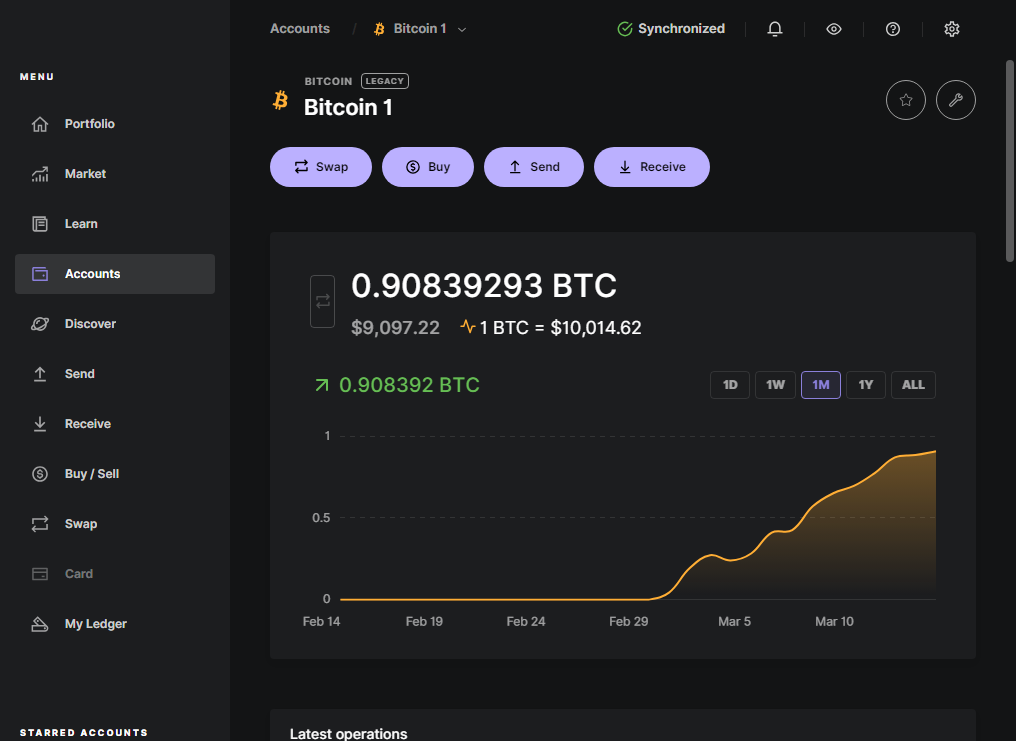 Accounts / Bitcoin 1
Synchronized
MENU
Portfolio
Market
Learn
Accounts
Discover
Send
Receive
Buy / Sell
Swap
Card
My Ledger
STARRED ACCOUNTS
BITCOIN LEGACY
Bitcoin 1
Swap Buy Send Receive
0.90839293 BTC
$9,097.22 1 BTC = $10,014.62
0.908392 BTC
1D 1W 1M 1Y ALL
1
0.5
0
Feb 14 Feb 19 Feb 24 Feb 29 Mar 5 Mar 10
Latest operations